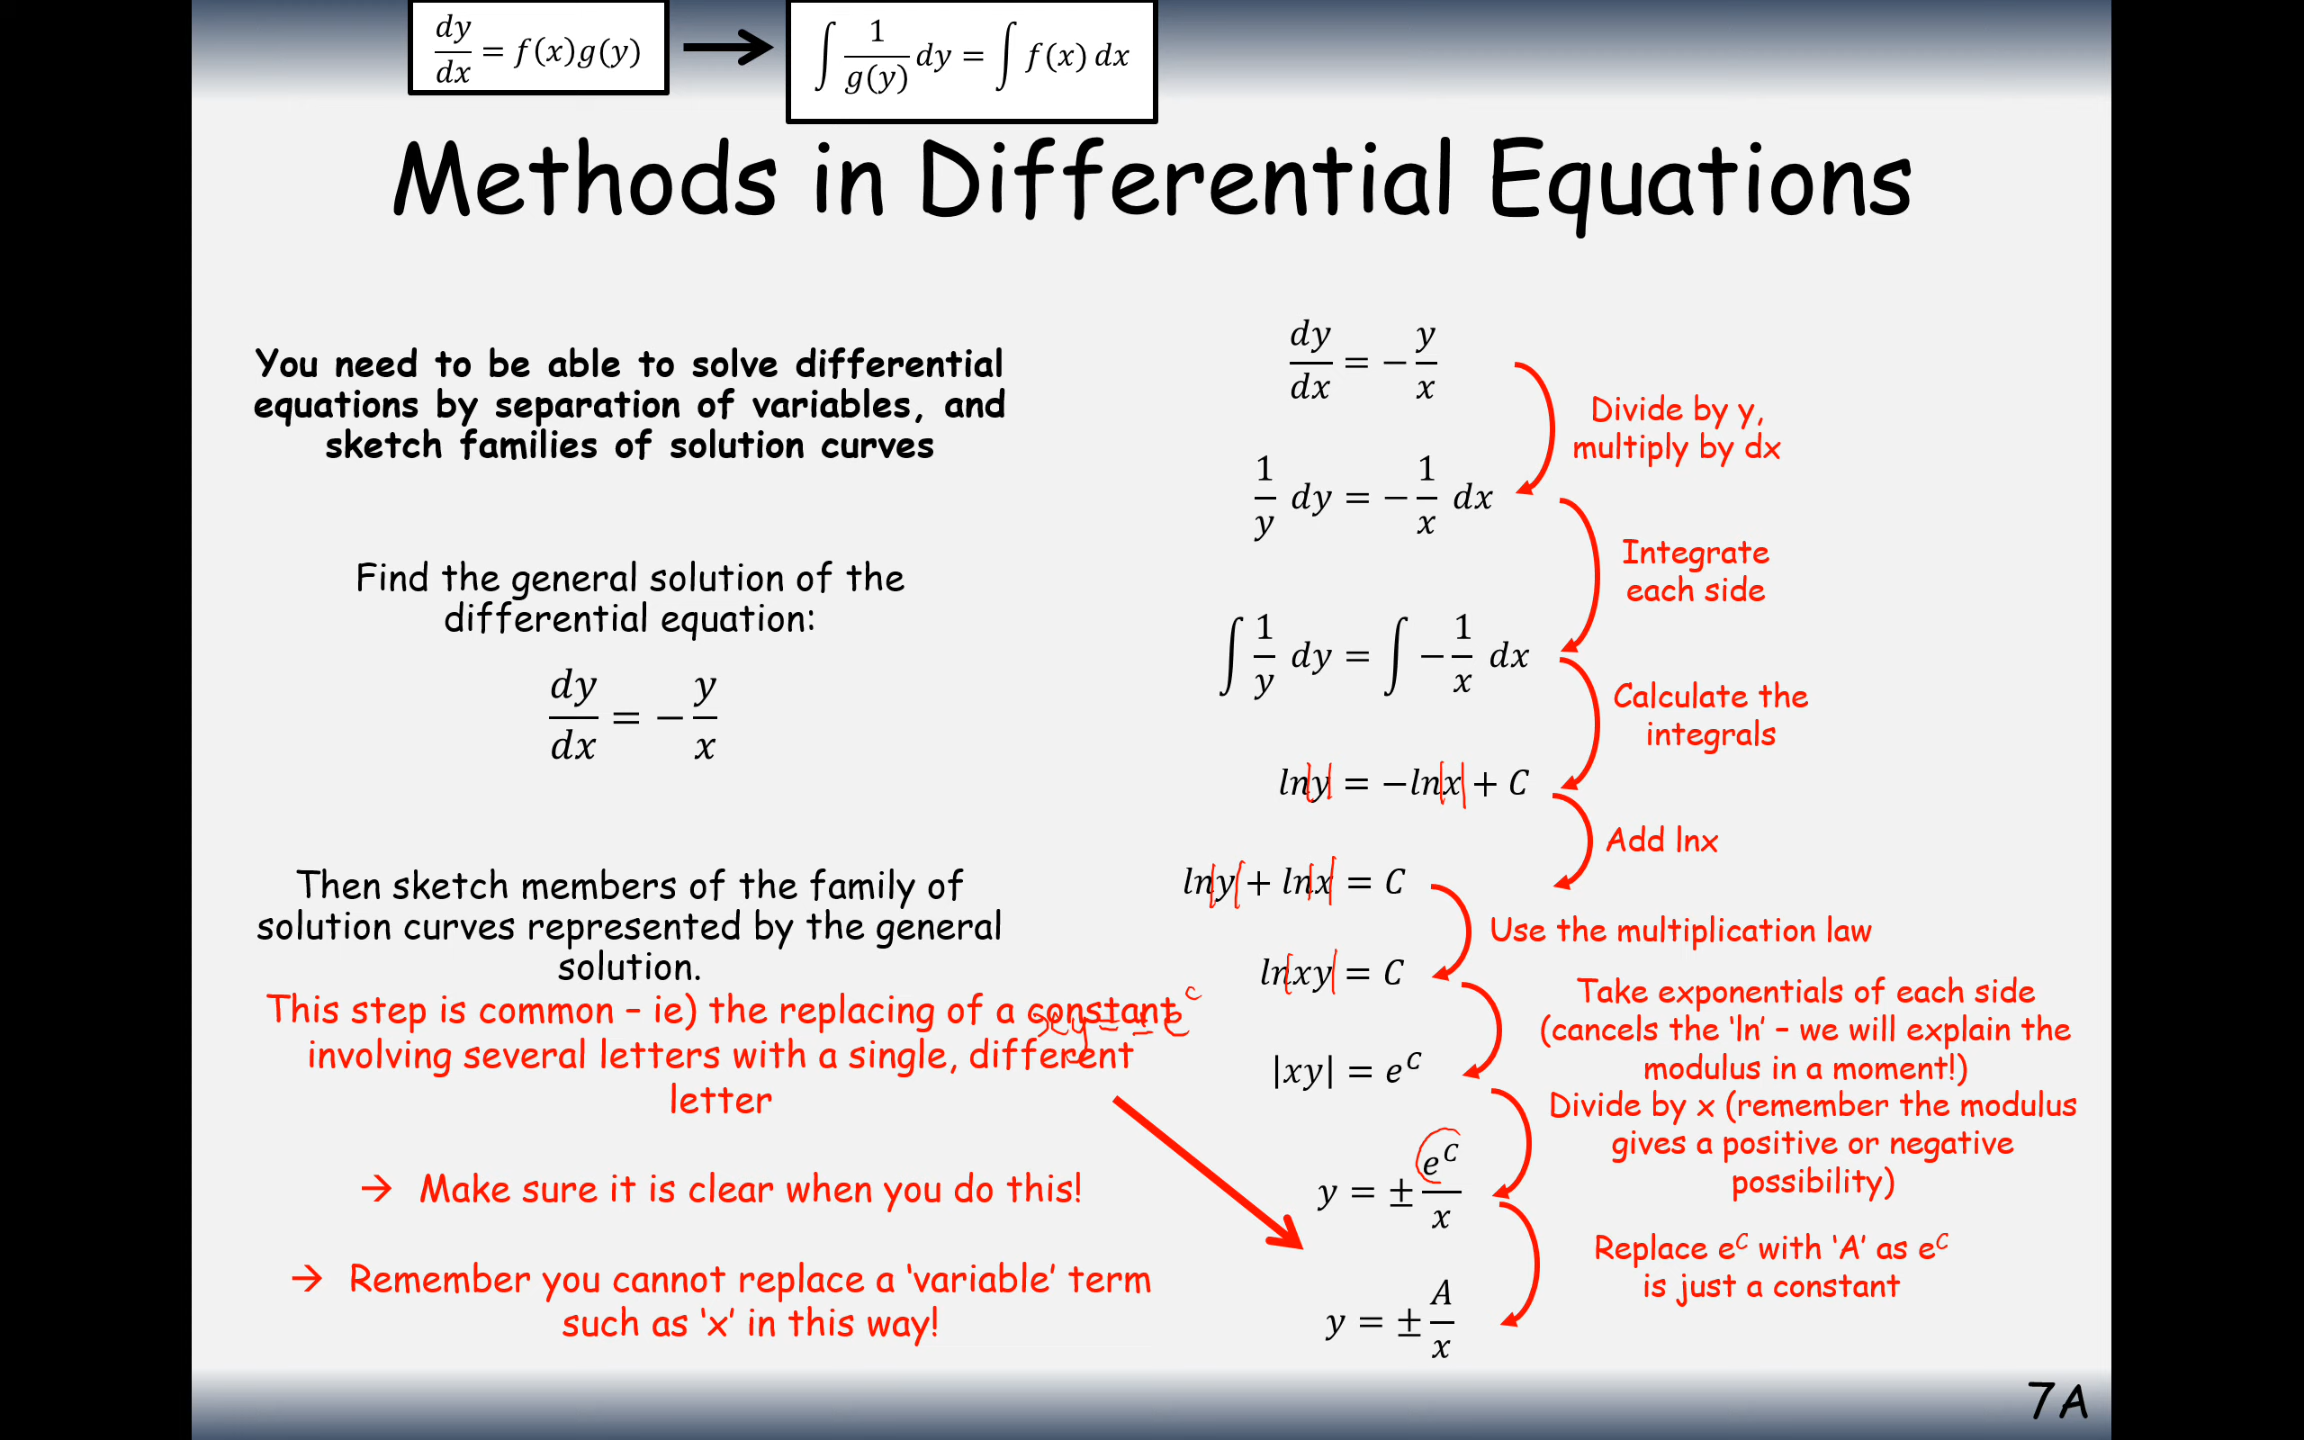 dy/dx = f(x)g(y) → ∫ 1/g(y) dy = ∫ f(x) dx
Methods in Differential Equations
You need to be able to solve differential
equations by separation of variables, and
sketch families of solution curves
Find the general solution of the
differential equation:
dy/dx = − y/x
Then sketch members of the family of
solution curves represented by the general
solution.
This step is common – ie) the replacing of a constant
involving several letters with a single, different
letter
xy = ± e^c
→ Make sure it is clear when you do this!
→ Remember you cannot replace a ‘variable’ term
such as ‘x’ in this way!
dy/dx = − y/x
Divide by y,
multiply by dx
1/y dy = − 1/x dx
Integrate
each side
∫ 1/y dy = ∫ − 1/x dx
Calculate the
integrals
ln|y| = −ln|x| + C
Add lnx
ln|y| + ln|x| = C
Use the multiplication law
ln|xy| = C
Take exponentials of each side
(cancels the ‘ln’ – we will explain the
modulus in a moment!)
|xy| = e^C
Divide by x (remember the modulus
gives a positive or negative
possibility)
y = ± e^C/x
Replace e^C with ‘A’ as e^C
is just a constant
y = ± A/x
7A